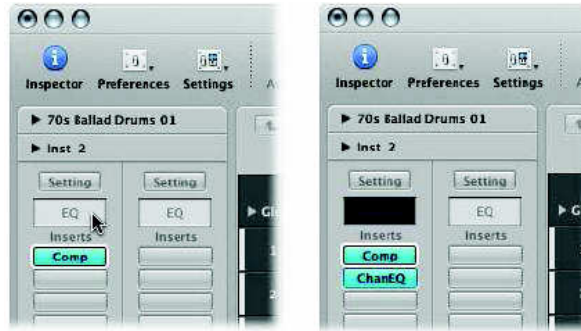 Inspector Preferences Settings
70s Ballad Drums 01
Inst 2
Setting Setting
EQ EQ
Inserts Inserts
Comp
Inspector Preferences Settings
70s Ballad Drums 01
Inst 2
Setting Setting
EQ
Inserts Inserts
Comp
ChanEQ